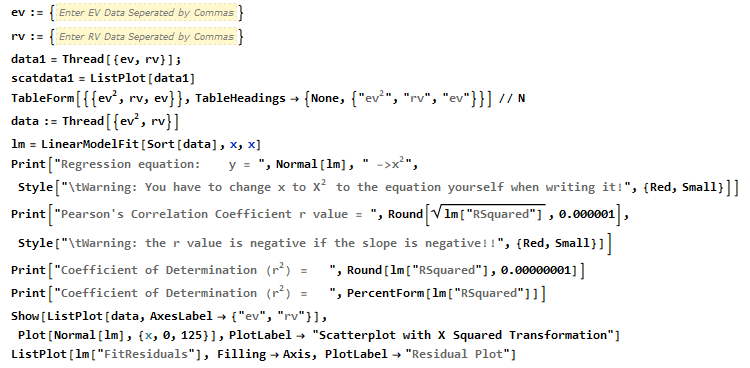 ev := {Enter EV Data Seperated by Commas}
rv := {Enter RV Data Seperated by Commas}
data1 = Thread[{ev, rv}];
scatdata1 = ListPlot[data1]
TableForm[{{ev², rv, ev}}, TableHeadings → {None, {"ev²", "rv", "ev"}}] // N
data := Thread[{ev², rv}]
lm = LinearModelFit[Sort[data], x, x]
Print["Regression equation:   y = ", Normal[lm], " ->x²",
Style["\tWarning: You have to change x to X² to the equation yourself when writing it!", {Red, Small}]]
Print["Pearson's Correlation Coefficient r value = ", Round[√lm["RSquared"], 0.000001],
Style["\tWarning: the r value is negative if the slope is negative!!", {Red, Small}]]
Print["Coefficient of Determination (r²) =   ", Round[lm["RSquared"], 0.00000001]]
Print["Coefficient of Determination (r²) =   ", PercentForm[lm["RSquared"]]]
Show[ListPlot[data, AxesLabel → {"ev", "rv"}],
Plot[Normal[lm], {x, 0, 125}], PlotLabel → "Scatterplot with X Squared Transformation"]
ListPlot[lm["FitResiduals"], Filling → Axis, PlotLabel → "Residual Plot"]